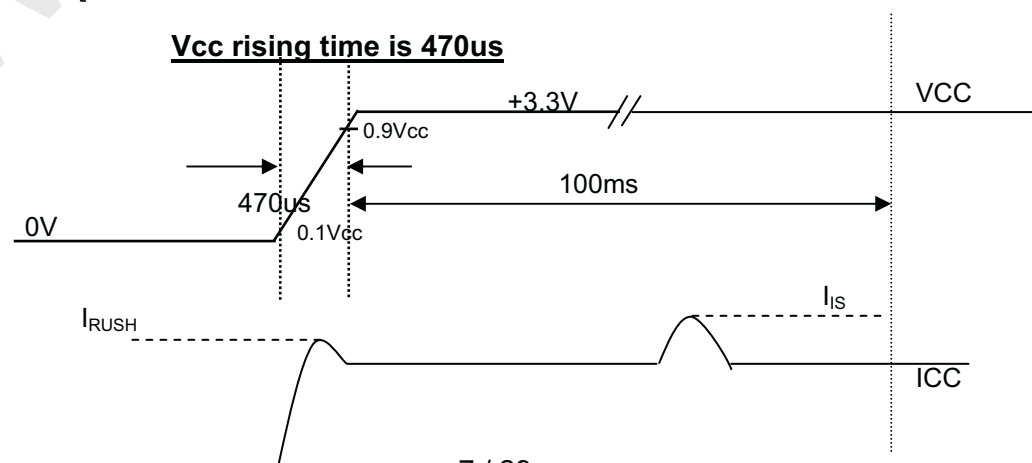 Vcc rising time is 470us
VCC
+3.3V
0.9Vcc
100ms
470us
0V
0.1Vcc
IIS
IRUSH
ICC